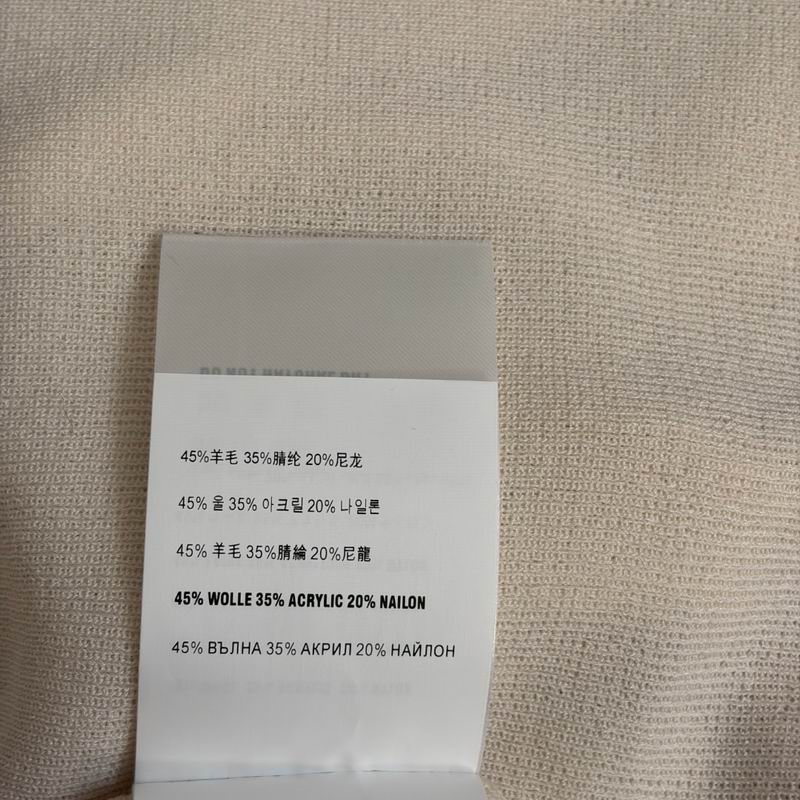 45%羊毛 35%腈纶 20%尼龙
45% 울 35% 아크릴 20% 나일론
45% 羊毛 35%腈綸 20%尼龍
45% WOLLE 35% ACRYLIC 20% NAILON
45% ВЪЛНА 35% АКРИЛ 20% НАЙЛОН